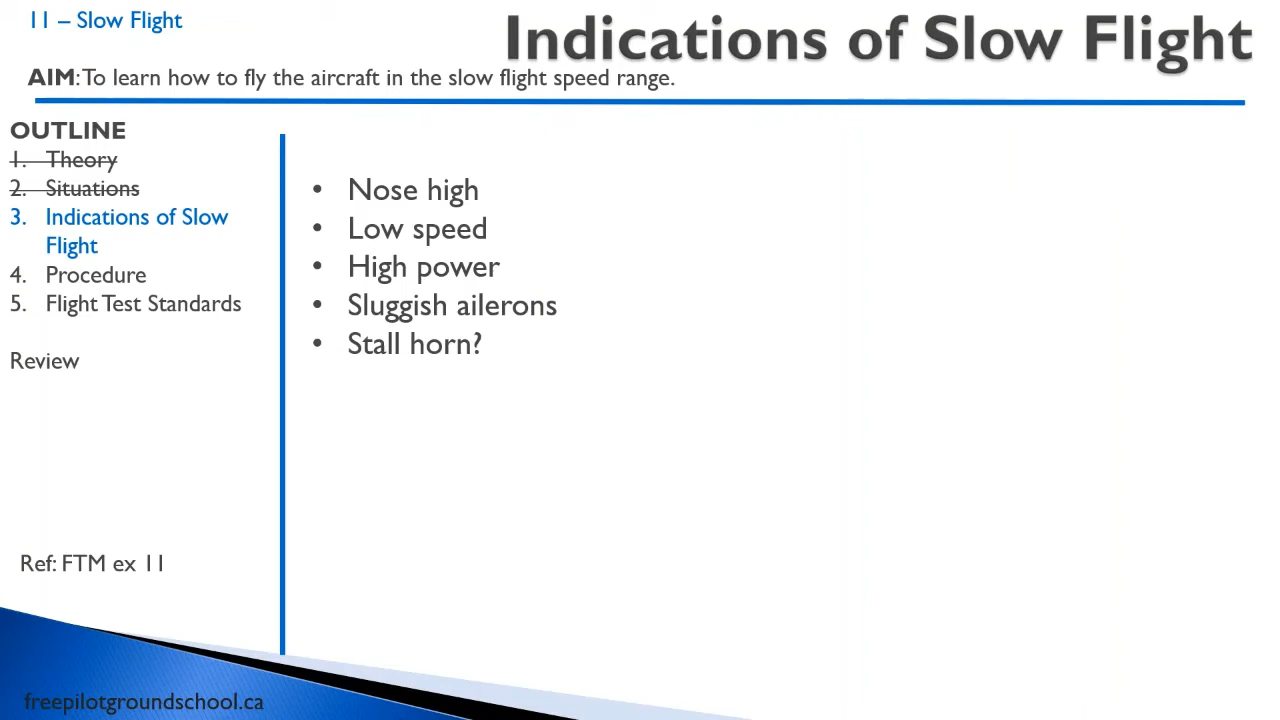 11 – Slow Flight
Indications of Slow Flight
AIM: To learn how to fly the aircraft in the slow flight speed range.
OUTLINE
1. Theory
2. Situations
3. Indications of Slow
Flight
4. Procedure
5. Flight Test Standards
Review
Ref: FTM ex 11
• Nose high
• Low speed
• High power
• Sluggish ailerons
• Stall horn?
freepilotgroundschool.ca